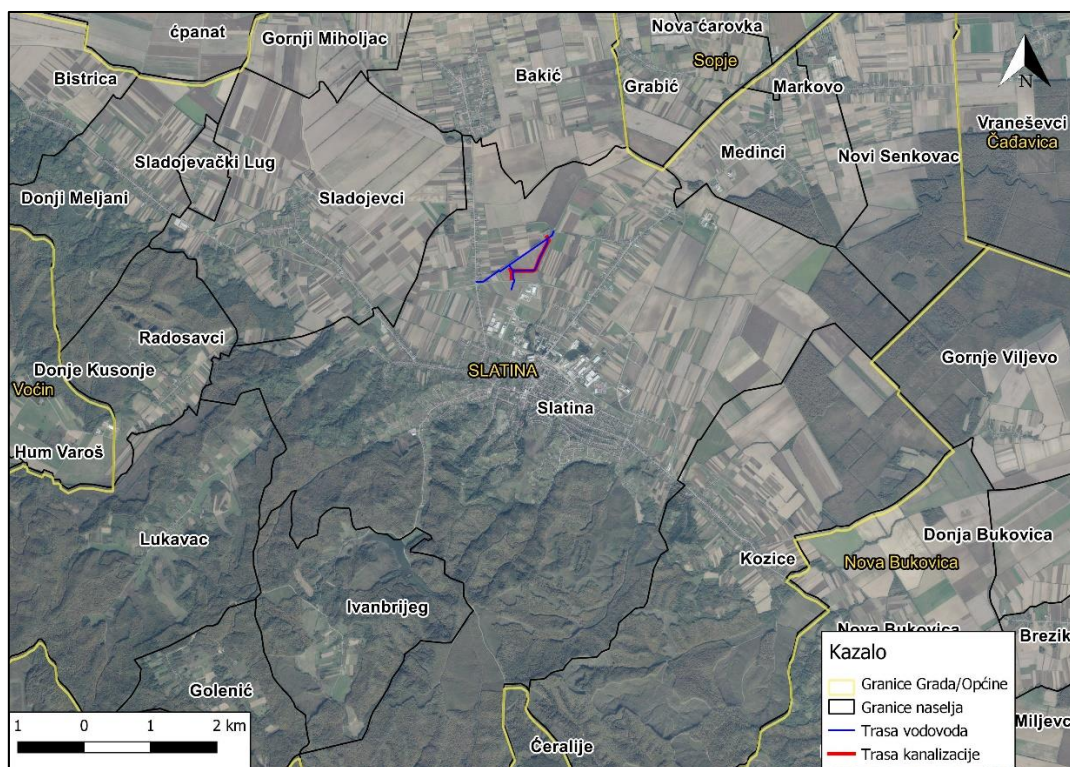 ćpanat
Gornji Miholjac
Nova ćarovka
Bistrica
Bakić
Sopje
Grabić
Markovo
Vraneševci
Čađavica
Medinci
Sladojevački Lug
Novi Senkovac
Donji Meljani
Sladojevci
Radosavci
Gornje Viljevo
Donje Kusonje
Voćin
SLATINA
Slatina
Hum Varoš
Lukavac
Donja Bukovica
Kozice
Nova Bukovica
Ivanbrijeg
Nova Bukovica
Brezik
Golenić
Miljevc
Ćeralije
N
Kazalo
Granice Grada/Općine
Granice naselja
Trasa vodovoda
Trasa kanalizacije
1 0 1 2 km